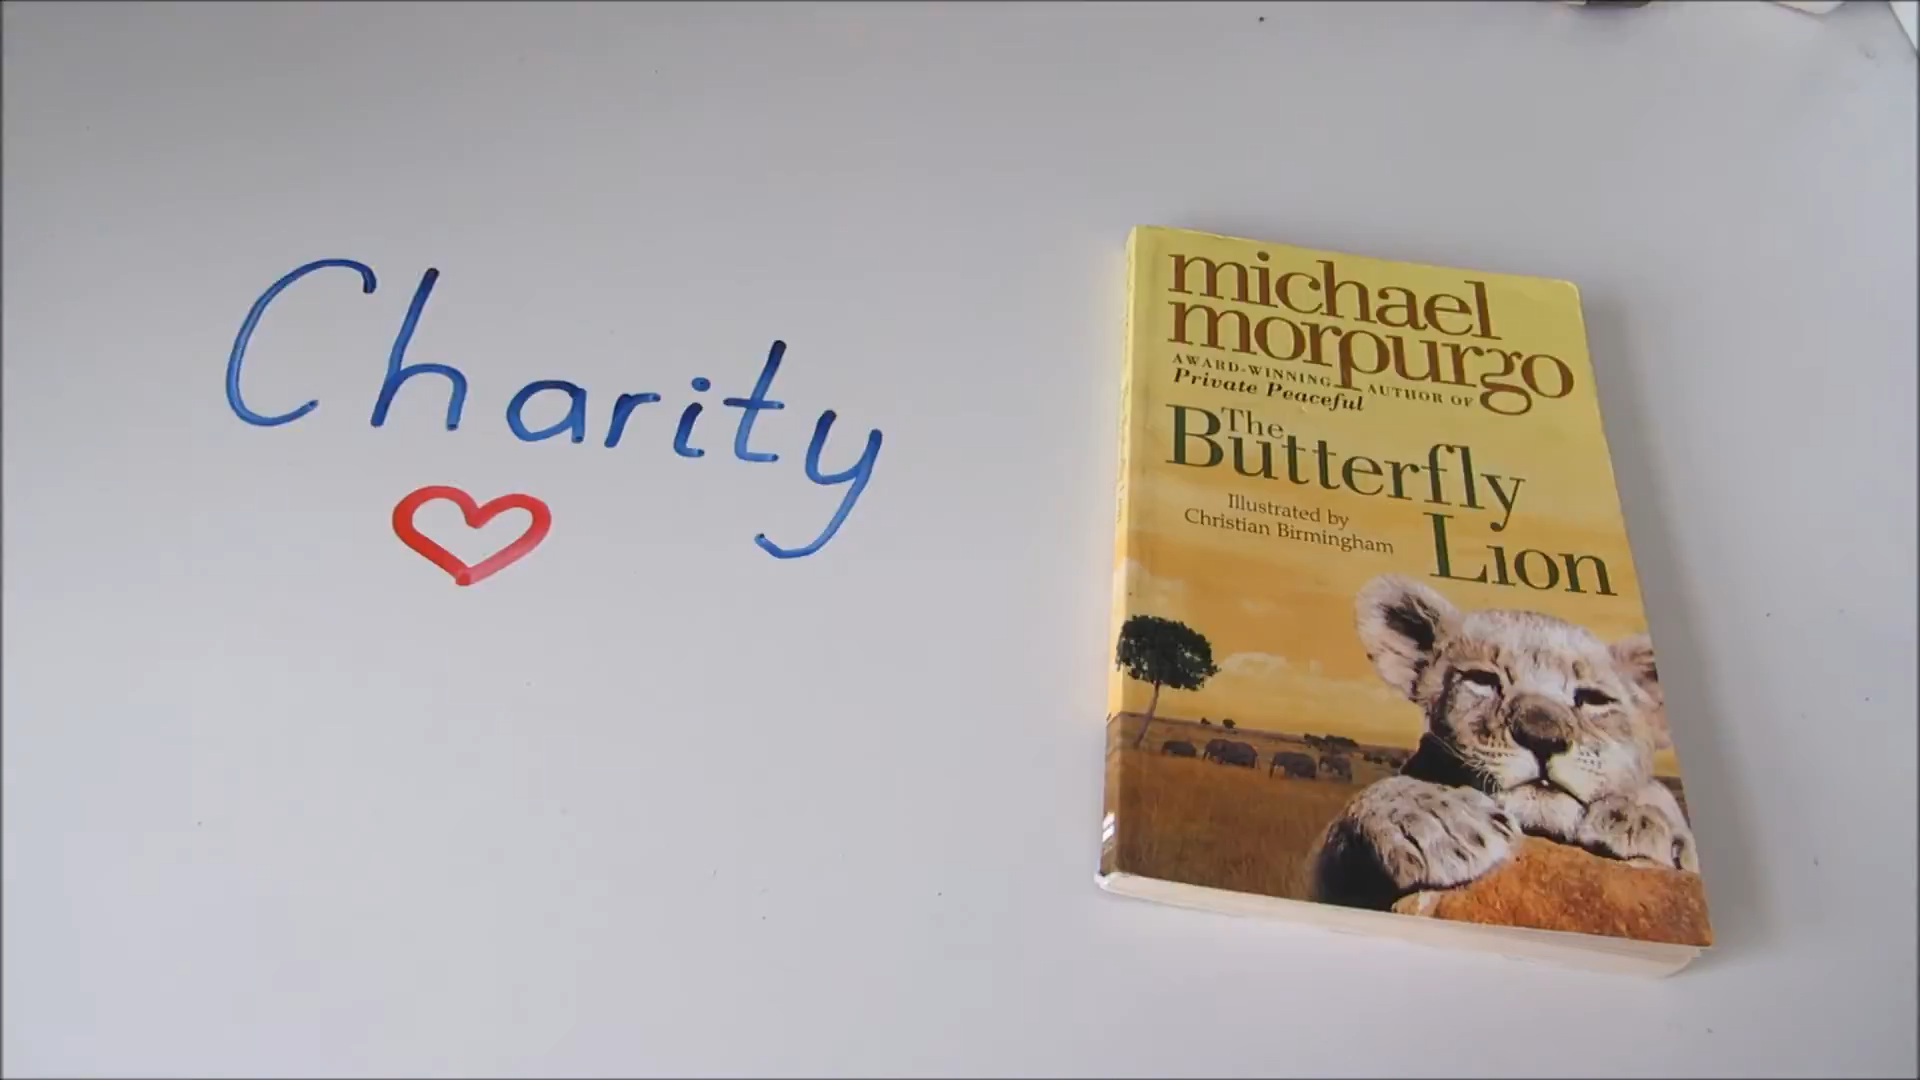 Charity
michael
morpurgo
AWARD-WINNING AUTHOR OF
Private Peaceful
The
Butterfly
Lion
Illustrated by
Christian Birmingham